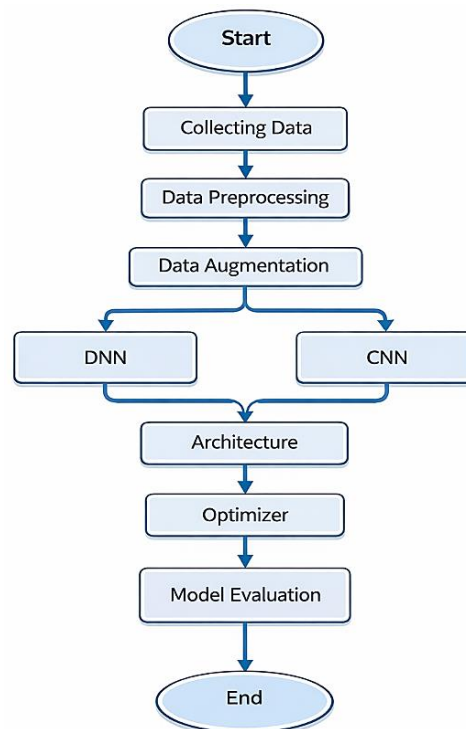 Start
Collecting Data
Data Preprocessing
Data Augmentation
DNN
CNN
Architecture
Optimizer
Model Evaluation
End